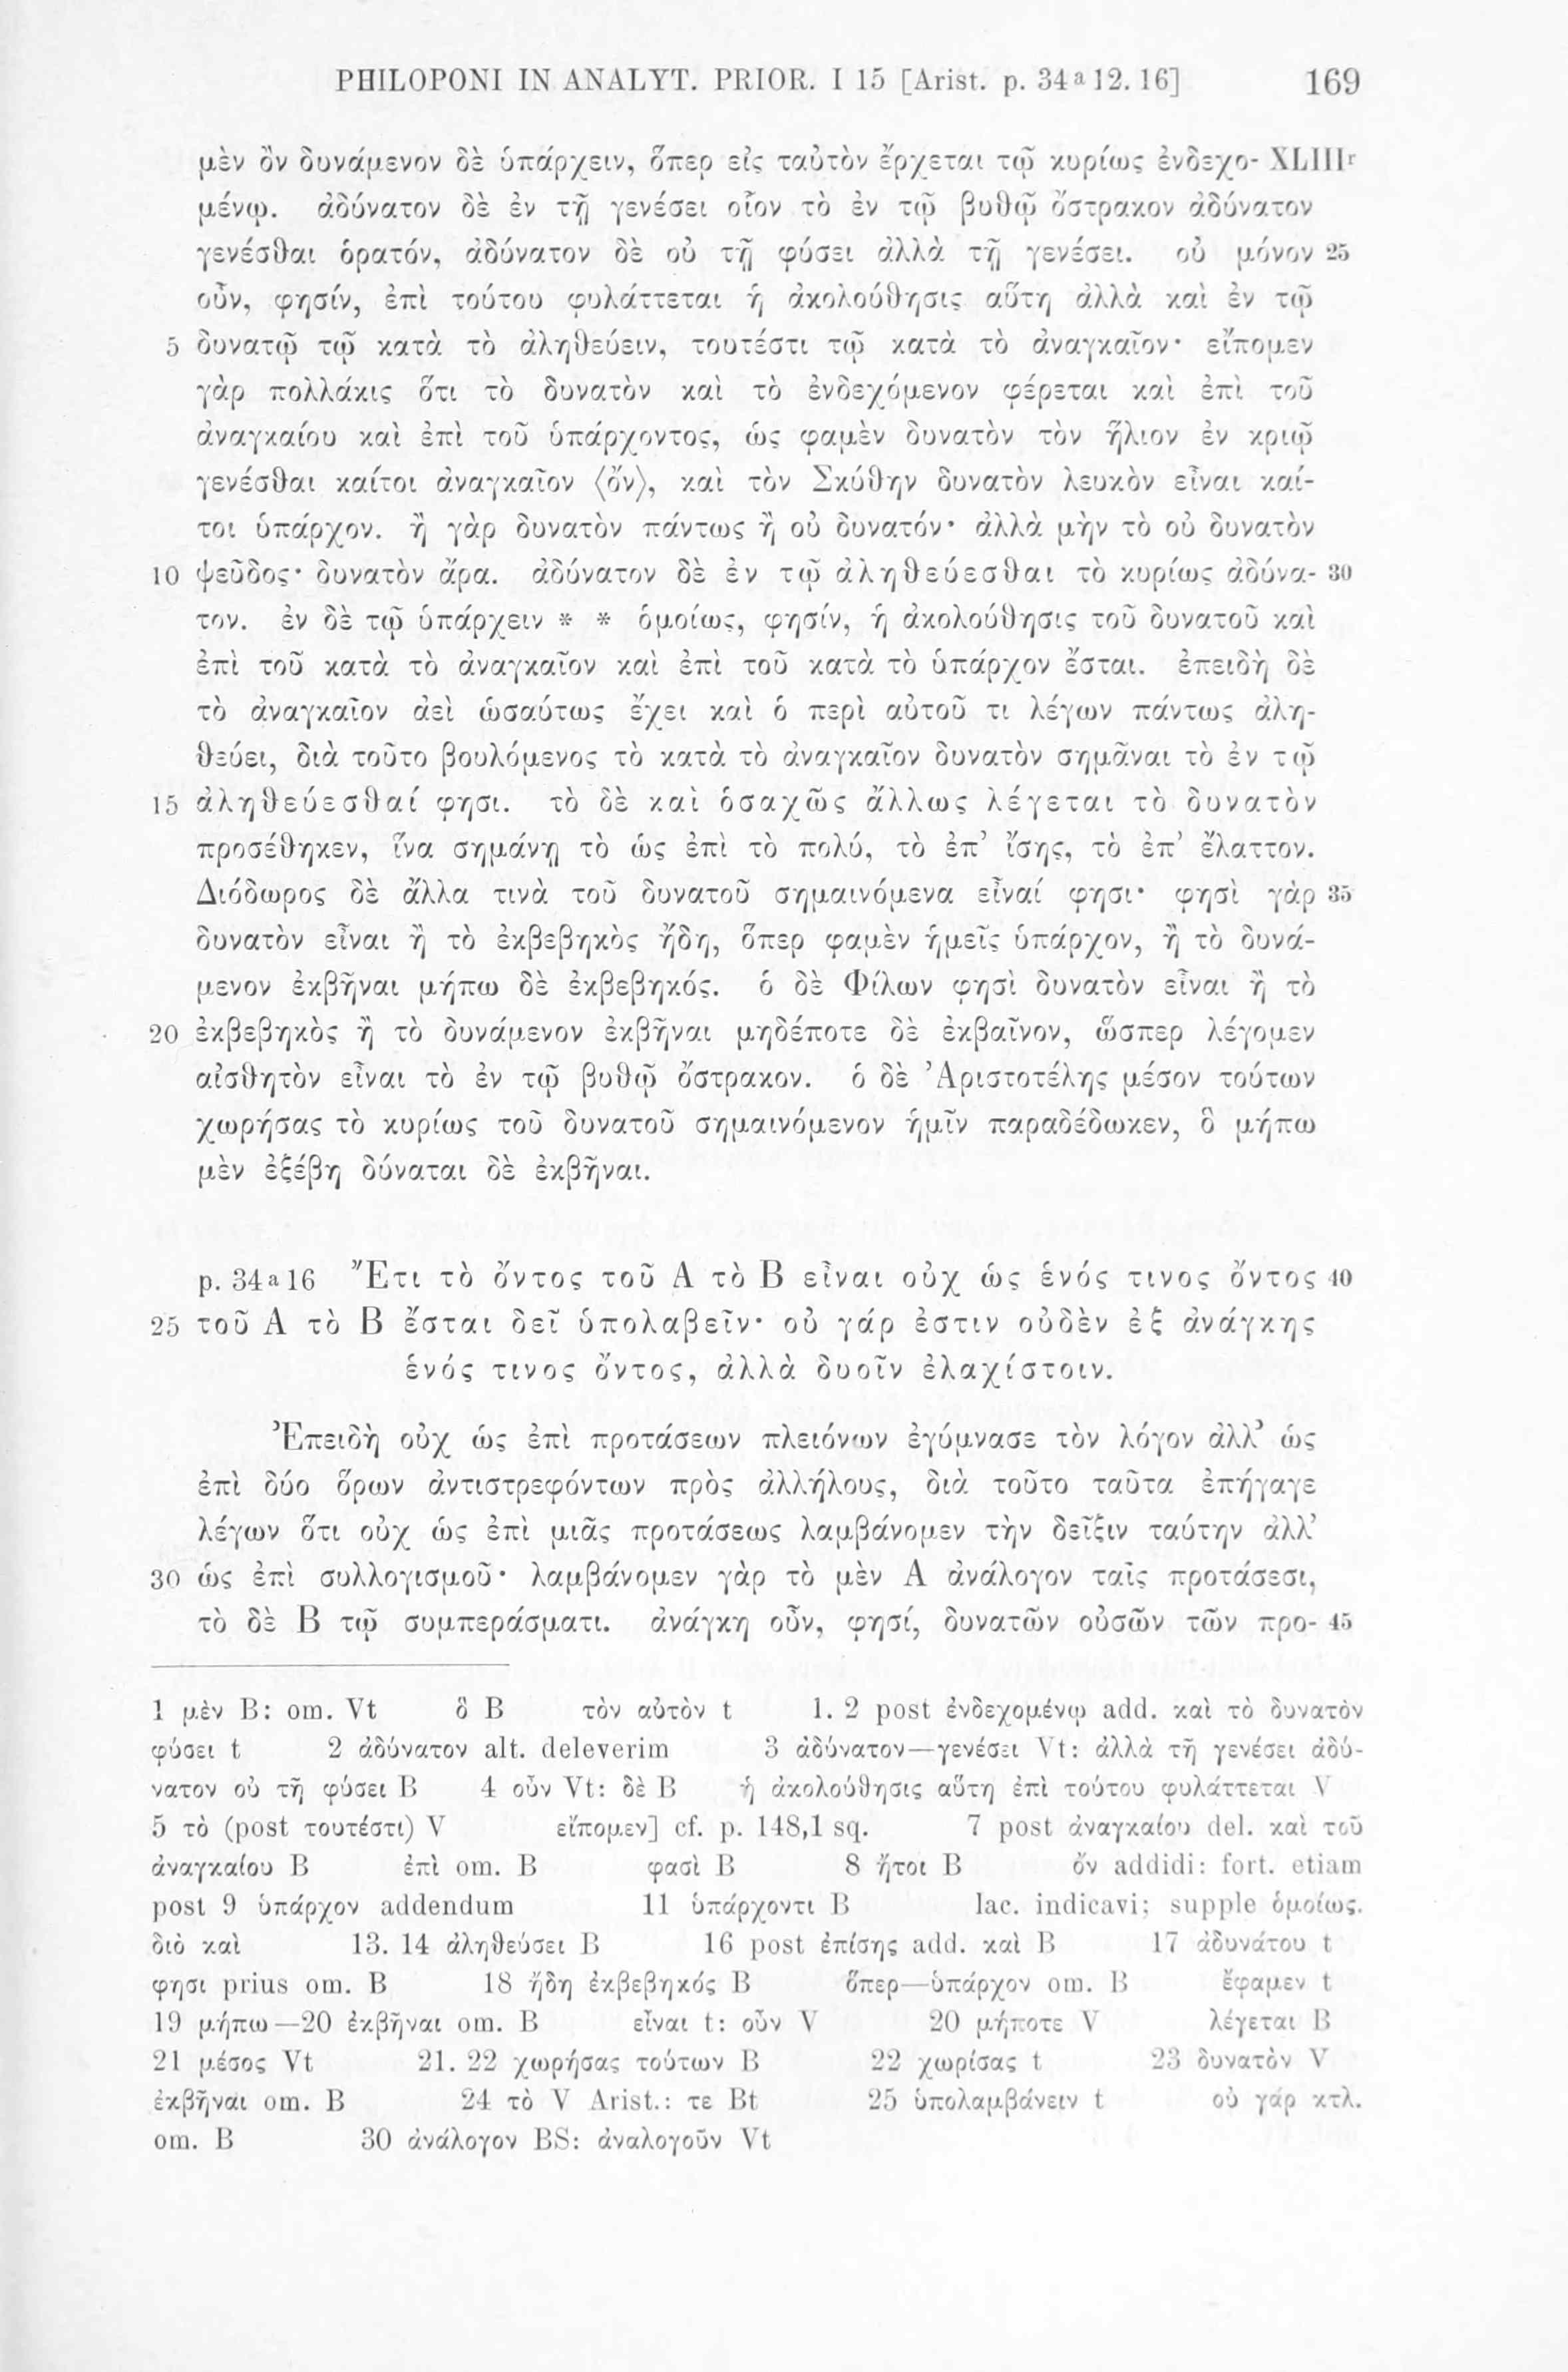 PHILOPONI IN ANALYT. PRIOR. I 15 [Arist. p. 34ᵃ12. 16] 169
μὲν ὂν δυνάμενον δὲ ὑπάρχειν, ὅπερ εἰς ταὐτὸν ἔρχεται τῷ κυρίως ἐνδεχο- XLIIIʳ
μένῳ. ἀδύνατον δὲ ἐν τῇ γενέσει οἷον τὸ ἐν τῷ βυθῷ ὄστρακον ἀδύνατον
γενέσθαι ὁρατόν, ἀδύνατον δὲ οὐ τῇ φύσει ἀλλὰ τῇ γενέσει. οὐ μόνον 25
οὖν, φησίν, ἐπὶ τούτου φυλάττεται ἡ ἀκολούθησις αὕτη ἀλλὰ καὶ ἐν τῷ
5 δυνατῷ τῷ κατὰ τὸ ἀληθεύειν, τουτέστι τῷ κατὰ τὸ ἀναγκαῖον· εἴπομεν
γὰρ πολλάκις ὅτι τὸ δυνατὸν καὶ τὸ ἐνδεχόμενον φέρεται καὶ ἐπὶ τοῦ
ἀναγκαίου καὶ ἐπὶ τοῦ ὑπάρχοντος, ὡς φαμὲν δυνατὸν τὸν ἥλιον ἐν κριῷ
γενέσθαι καίτοι ἀναγκαῖον ⟨ὄν⟩, καὶ τὸν Σκύθην δυνατὸν λευκὸν εἶναι καί-
τοι ὑπάρχον. ἢ γὰρ δυνατὸν πάντως ἢ οὐ δυνατόν· ἀλλὰ μὴν τὸ οὐ δυνατὸν
10 ψεῦδος· δυνατὸν ἄρα. ἀδύνατον δὲ ἐν τῷ ἀληθεύεσθαι τὸ κυρίως ἀδύνα- 30
τον. ἐν δὲ τῷ ὑπάρχειν * * ὁμοίως, φησίν, ἡ ἀκολούθησις τοῦ δυνατοῦ καὶ
ἐπὶ τοῦ κατὰ τὸ ἀναγκαῖον καὶ ἐπὶ τοῦ κατὰ τὸ ὑπάρχον ἔσται. ἐπειδὴ δὲ
τὸ ἀναγκαῖον ἀεὶ ὡσαύτως ἔχει καὶ ὁ περὶ αὐτοῦ τι λέγων πάντως ἀλη-
θεύει, διὰ τοῦτο βουλόμενος τὸ κατὰ τὸ ἀναγκαῖον δυνατὸν σημᾶναι τὸ ἐν τῷ
15 ἀληθεύεσθαί φησι. τὸ δὲ καὶ ὁσαχῶς ἄλλως λέγεται τὸ δυνατὸν
προσέθηκεν, ἵνα σημάνῃ τὸ ὡς ἐπὶ τὸ πολύ, τὸ ἐπ’ ἴσης, τὸ ἐπ’ ἔλαττον.
Διόδωρος δὲ ἄλλα τινὰ τοῦ δυνατοῦ σημαινόμενα εἶναί φησι· φησὶ γὰρ 35
δυνατὸν εἶναι ἢ τὸ ἐκβεβηκὸς ἤδη, ὅπερ φαμὲν ἡμεῖς ὑπάρχον, ἢ τὸ δυνά-
μενον ἐκβῆναι μήπω δὲ ἐκβεβηκός. ὁ δὲ Φίλων φησὶ δυνατὸν εἶναι ἢ τὸ
20 ἐκβεβηκὸς ἢ τὸ δυνάμενον ἐκβῆναι μηδέποτε δὲ ἐκβαῖνον, ὥσπερ λέγομεν
αἰσθητὸν εἶναι τὸ ἐν τῷ βυθῷ ὄστρακον. ὁ δὲ Ἀριστοτέλης μέσον τούτων
χωρήσας τὸ κυρίως τοῦ δυνατοῦ σημαινόμενον ἡμῖν παραδέδωκεν, ὃ μήπω
μὲν ἐξέβη δύναται δὲ ἐκβῆναι.
p. 34ᵃ16 Ἔτι τὸ ὄντος τοῦ Α τὸ Β εἶναι οὐχ ὡς ἑνός τινος ὄντος 40
25 τοῦ Α τὸ Β ἔσται δεῖ ὑπολαβεῖν· οὐ γάρ ἐστιν οὐδὲν ἐξ ἀνάγκης
ἑνός τινος ὄντος, ἀλλὰ δυοῖν ἐλαχίστοιν.
Ἐπειδὴ οὐχ ὡς ἐπὶ προτάσεων πλειόνων ἐγύμνασε τὸν λόγον ἀλλ’ ὡς
ἐπὶ δύο ὅρων ἀντιστρεφόντων πρὸς ἀλλήλους, διὰ τοῦτο ταῦτα ἐπήγαγε
λέγων ὅτι οὐχ ὡς ἐπὶ μιᾶς προτάσεως λαμβάνομεν τὴν δεῖξιν ταύτην ἀλλ’
30 ὡς ἐπὶ συλλογισμοῦ· λαμβάνομεν γὰρ τὸ μὲν Α ἀνάλογον ταῖς προτάσεσι,
τὸ δὲ Β τῷ συμπεράσματι. ἀνάγκη οὖν, φησί, δυνατῶν οὐσῶν τῶν προ- 45
1 μὲν B: om. Vt ὃ B τὸν αὐτὸν t 1. 2 post ἐνδεχομένῳ add. καὶ τὸ δυνατὸν
φύσει t 2 ἀδύνατον alt. deleverim 3 ἀδύνατον—γενέσει Vt: ἀλλὰ τῇ γενέσει ἀδύ-
νατον οὐ τῇ φύσει B 4 οὖν Vt: δὲ B ἡ ἀκολούθησις αὕτη ἐπὶ τούτου φυλάττεται V
5 τὸ (post τουτέστι) V εἴπομεν] cf. p. 148,1 sq. 7 post ἀναγκαίου del. καὶ τοῦ
ἀναγκαίου B ἐπὶ om. B φασὶ B 8 ἤτοι B ὄν addidi: fort. etiam
post 9 ὑπάρχον addendum 11 ὑπάρχοντι B lac. indicavi; supple ὁμοίως.
διὸ καὶ 13. 14 ἀληθεύσει B 16 post ἐπίσης add. καὶ B 17 ἀδυνάτου t
φησι prius om. B 18 ἤδη ἐκβεβηκός B ὅπερ—ὑπάρχον om. B ἔφαμεν t
19 μήπω—20 ἐκβῆναι om. B εἶναι t: οὖν V 20 μήποτε V λέγεται B
21 μέσος Vt 21. 22 χωρήσας τούτων B 22 χωρίσας t 23 δυνατὸν V
ἐκβῆναι om. B 24 τὸ V Arist.: τε Bt 25 ὑπολαμβάνειν t οὐ γάρ κτλ.
om. B 30 ἀνάλογον BS: ἀναλογοῦν Vt